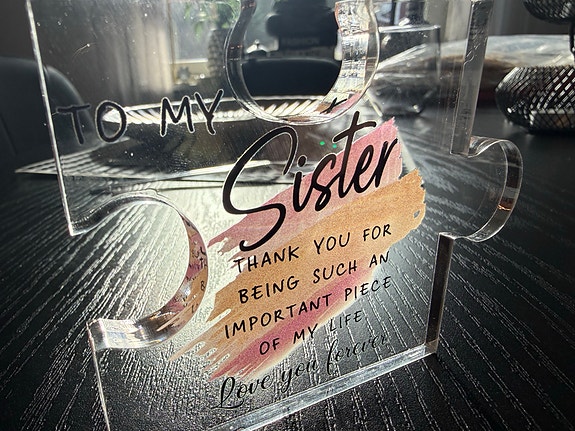 TO MY
Sister
THANK YOU FOR
BEING SUCH AN
IMPORTANT PIECE
OF MY LIFE
Love you forever